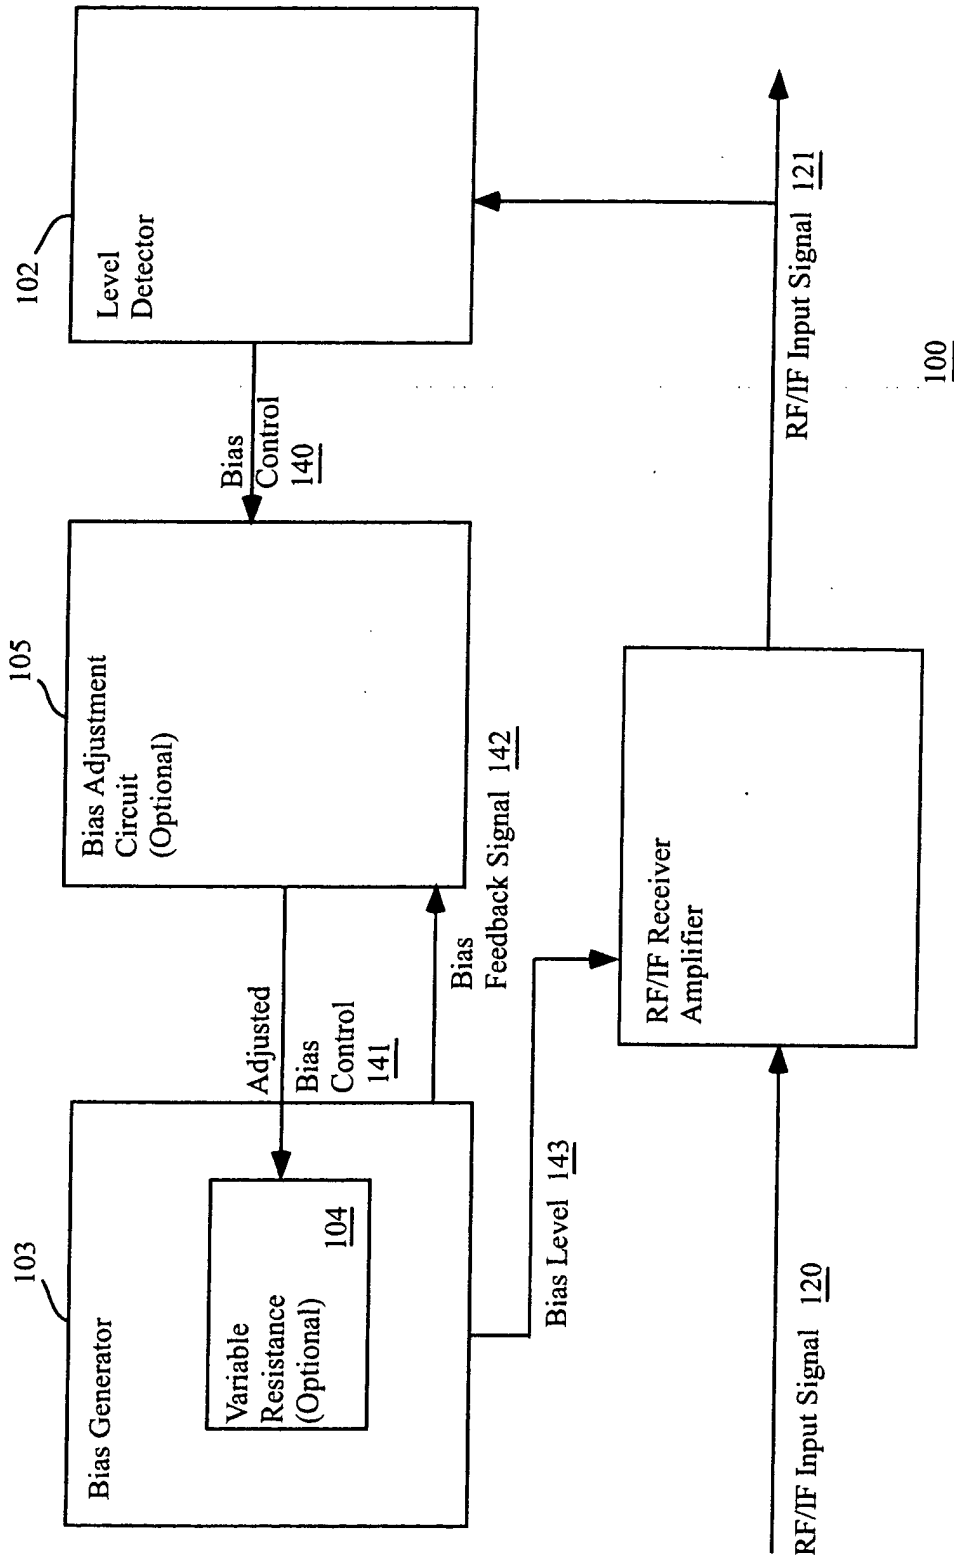 103
Bias Generator
Variable
Resistance
(Optional)
104
Adjusted
Bias
Control
141
105
Bias Adjustment
Circuit
(Optional)
Bias
Control
140
102
Level
Detector
Bias
Feedback Signal 142
Bias Level 143
RF/IF Receiver
Amplifier
RF/IF Input Signal 120
RF/IF Input Signal 121
100